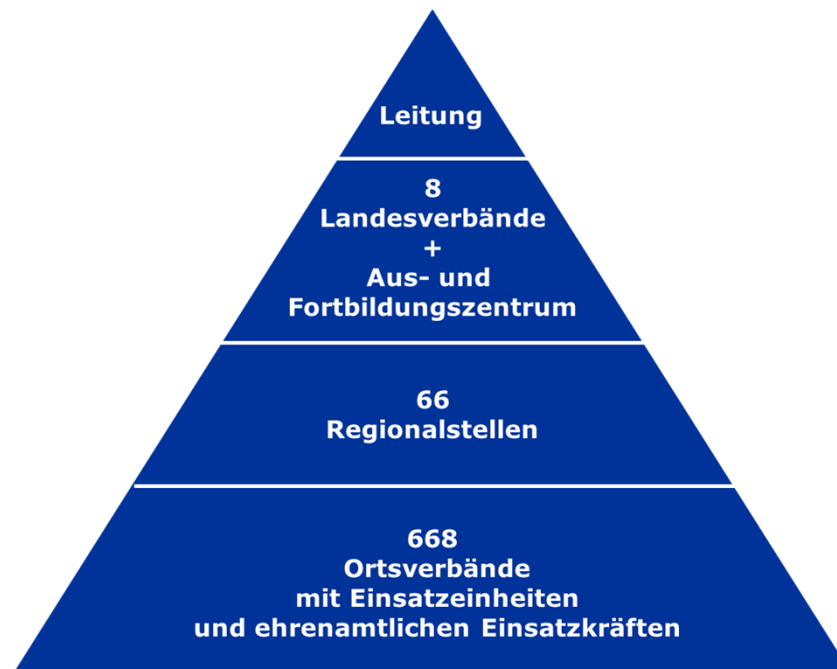 Leitung
8
Landesverbände
+
Aus- und
Fortbildungszentrum
66
Regionalstellen
668
Ortsverbände
mit Einsatzeinheiten
und ehrenamtlichen Einsatzkräften